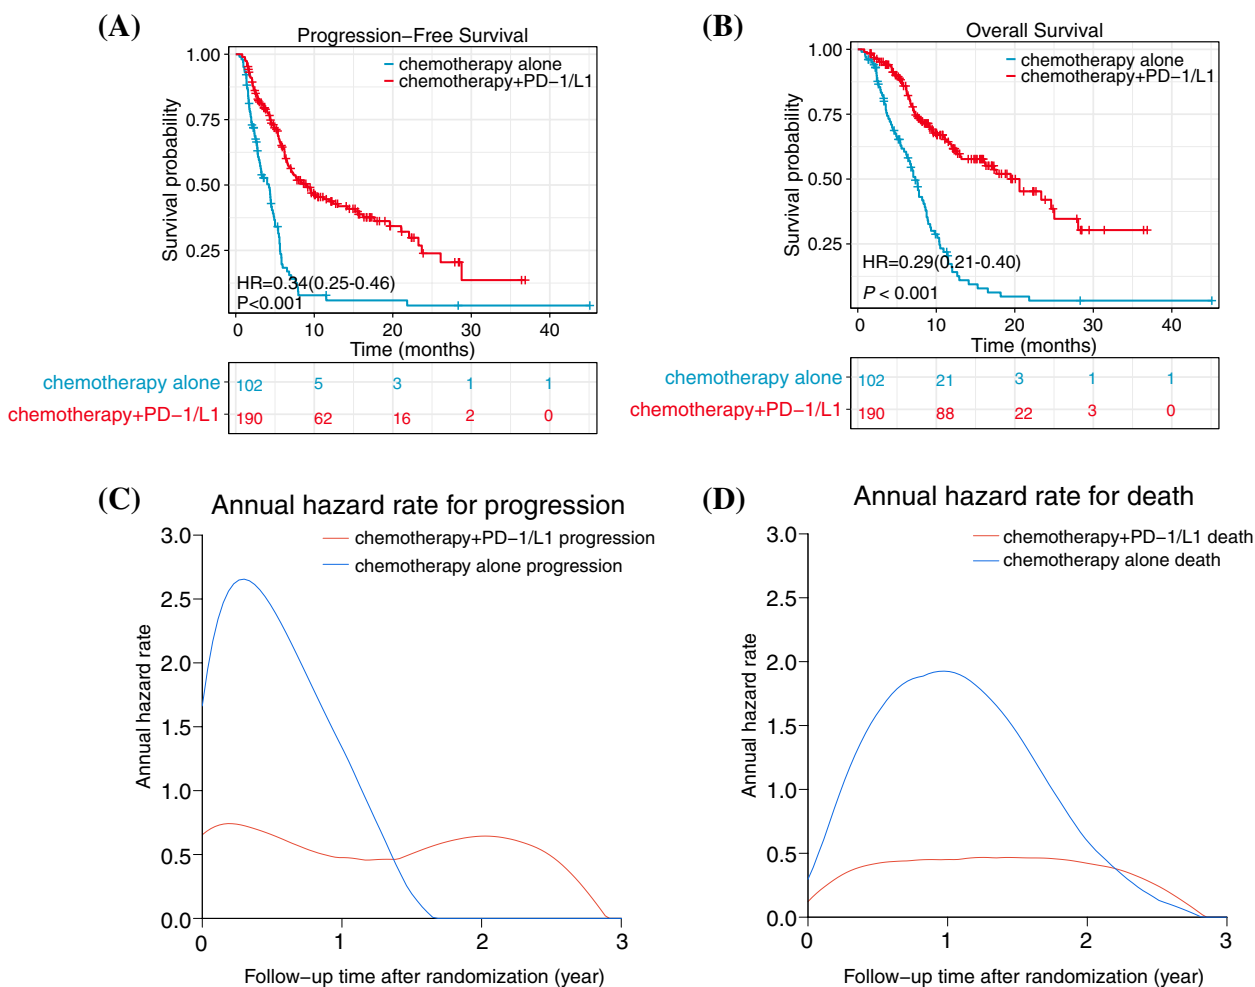 (A)
Progression−Free Survival
chemotherapy alone
chemotherapy+PD−1/L1
Survival probability
1.00
0.75
0.50
0.25
HR=0.34(0.25-0.46)
P<0.001
0 10 20 30 40
Time (months)
chemotherapy alone 102 5 3 1 1
chemotherapy+PD−1/L1 190 62 16 2 0
(B)
Overall Survival
chemotherapy alone
chemotherapy+PD−1/L1
Survival probability
1.00
0.75
0.50
0.25
HR=0.29(0.21-0.40)
P < 0.001
0 10 20 30 40
Time (months)
chemotherapy alone 102 21 3 1 1
chemotherapy+PD−1/L1 190 88 22 3 0
(C)
Annual hazard rate for progression
chemotherapy+PD−1/L1 progression
chemotherapy alone progression
Annual hazard rate
3.0
2.5
2.0
1.5
1.0
0.5
0.0
0 1 2 3
Follow−up time after randomization (year)
(D)
Annual hazard rate for death
chemotherapy+PD−1/L1 death
chemotherapy alone death
Annual hazard rate
3.0
2.5
2.0
1.5
1.0
0.5
0.0
0 1 2 3
Follow−up time after randomization (year)